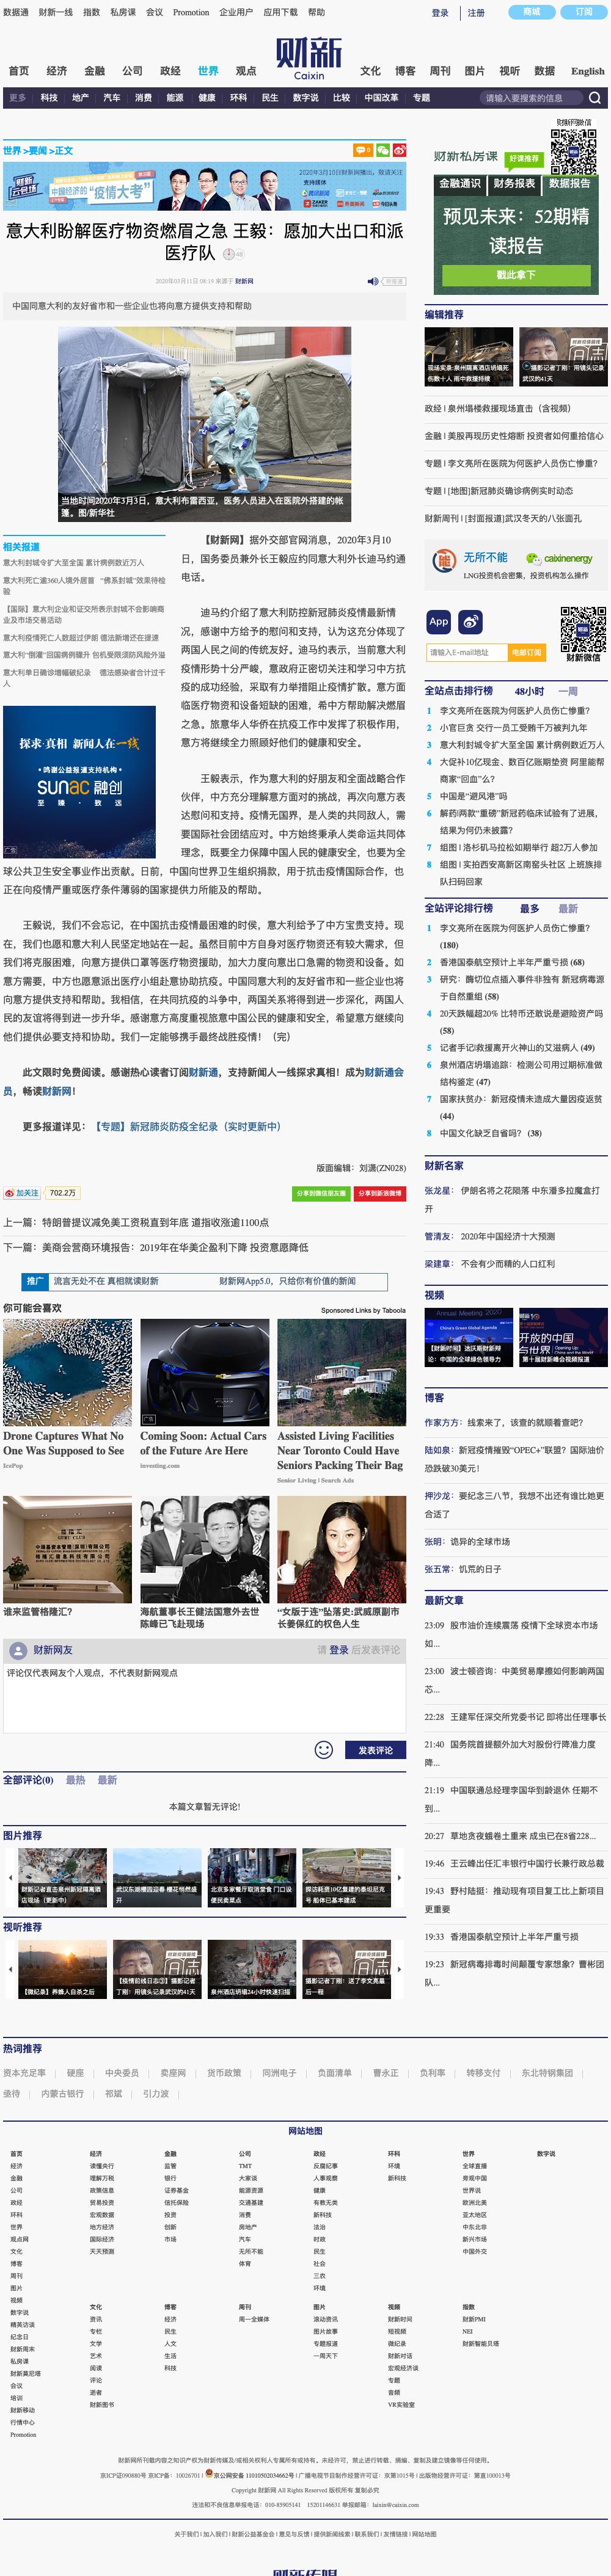 数据通 财新一线 指数 私房课 会议 Promotion 企业用户 应用下载 帮助
登录 注册 商城 订阅
首页 经济 金融 公司 政经 世界 观点
财新 Caixin
文化 博客 周刊 图片 视听 数据 English
更多 科技 地产 汽车 消费 能源 健康 环科 民生 数字说 比较 中国改革 专题
请输入要搜索的信息
世界 >要闻 >正文
意大利盼解医疗物资燃眉之急 王毅：愿加大出口和派医疗队
2020年03月11日 08:19 来源于 财新网
中国同意大利的友好省市和一些企业也将向意方提供支持和帮助
当地时间2020年3月3日，意大利布雷西亚，医务人员进入在医院外搭建的帐篷。图/新华社
相关报道
意大利封城令扩大至全国 累计病例数近万人
意大利死亡逾360人境外居首 “佛系封城”效果待检验
【国际】意大利企业和证交所表示封城不会影响商业及市场交易活动
意大利疫情死亡人数超过伊朗 德法新增还在提速
意大利“倒灌”回国病例骤升 包机受限须防风险外溢
意大利单日确诊增幅破纪录 德法感染者合计过千人
探求·真相 新闻人在一线
鸣谢公益报道支持机构
SUNAC 融创
至臻·致远
广告
【财新网】据外交部官网消息，2020年3月10日，国务委员兼外长王毅应约同意大利外长迪马约通电话。
迪马约介绍了意大利防控新冠肺炎疫情最新情况，感谢中方给予的慰问和支持，认为这充分体现了两国人民之间的传统友好。迪马约表示，当前意大利疫情形势十分严峻，意政府正密切关注和学习中方抗疫的成功经验，采取有力举措阻止疫情扩散。意方面临医疗物资和设备短缺的困难，希中方帮助解决燃眉之急。旅意华人华侨在抗疫工作中发挥了积极作用，意方将继续全力照顾好他们的健康和安全。
王毅表示，作为意大利的好朋友和全面战略合作伙伴，中方充分理解意方面对的挑战，再次向意方表达慰问和支持。疫情无国界，是人类的共同敌人，需要国际社会团结应对。中方始终秉承人类命运共同体理念，既要全力保障中国人民的健康安全，也要为全球公共卫生安全事业作出贡献。日前，中国向世界卫生组织捐款，用于抗击疫情国际合作，也正在向疫情严重或医疗条件薄弱的国家提供力所能及的帮助。
王毅说，我们不会忘记，在中国抗击疫情最困难的时侯，意大利给予了中方宝贵支持。现在，我们也愿和意大利人民坚定地站在一起。虽然目前中方自身对医疗物资还有较大需求，但我们将克服困难，向意方提供口罩等医疗物资援助，加大力度向意出口急需的物资和设备。如意方需要，中方也愿意派出医疗小组赴意协助抗疫。中国同意大利的友好省市和一些企业也将向意方提供支持和帮助。我相信，在共同抗疫的斗争中，两国关系将得到进一步深化，两国人民的友谊将得到进一步升华。感谢意方高度重视旅意中国公民的健康和安全，希望意方继续向他们提供必要支持和协助。我们一定能够携手最终战胜疫情！（完）
此文限时免费阅读。感谢热心读者订阅财新通，支持新闻人一线探求真相！成为财新通会员，畅读财新网！
更多报道详见：【专题】新冠肺炎防疫全纪录（实时更新中）
版面编辑：刘潇(ZN028)
加关注 702.2万
分享到微信朋友圈 分享到新浪微博
上一篇：特朗普提议减免美工资税直到年底 道指收涨逾1100点
下一篇：美商会营商环境报告：2019年在华美企盈利下降 投资意愿降低
推广 流言无处不在 真相就读财新 财新网App5.0，只给你有价值的新闻
你可能会喜欢 Sponsored Links by Taboola
Drone Captures What No One Was Supposed to See
IcePop
Coming Soon: Actual Cars of the Future Are Here
investing.com
Assisted Living Facilities Near Toronto Could Have Seniors Packing Their Bag
Senior Living | Search Ads
谁来监管格隆汇？
海航董事长王健法国意外去世 陈峰已飞赴现场
“女版于连”坠落史:武威原副市长姜保红的权色人生
财新网友 请 登录 后发表评论
评论仅代表网友个人观点，不代表财新网观点
发表评论
全部评论(0) 最热 最新
本篇文章暂无评论！
图片推荐
财新记者直击泉州新冠隔离酒店现场（更新中）
武汉东湖樱园迎春 樱花悄然盛开
北京多家餐厅取消堂食 门口设便民卖菜点
探访耗资10亿复建的泰坦尼克号 船体已基本建成
视听推荐
【微纪录】养蜂人自杀之后
【疫情前线日志③】摄影记者丁刚：用镜头记录武汉的41天
泉州酒店坍塌24小时快速扫描
摄影记者丁刚：送了李文亮最后一程
财新私房课 好课推荐
财新网微信
金融通识 财务报表 数据报告
预见未来：52期精读报告
戳此拿下
编辑推荐
现场实录:泉州隔离酒店坍塌死伤数十人 雨中救援持续
摄影记者丁刚：用镜头记录武汉的41天
政经 | 泉州塌楼救援现场直击（含视频）
金融 | 美股再现历史性熔断 投资者如何重拾信心
专题 | 李文亮所在医院为何医护人员伤亡惨重？
专题 | [地图]新冠肺炎确诊病例实时动态
财新周刊 | [封面报道]武汉冬天的八张面孔
无所不能 caixinenergy
LNG投资机会密集，投资机构怎么操作
App
请输入E-mail地址 电邮订阅
财新微信
全站点击排行榜 48小时 一周
1 李文亮所在医院为何医护人员伤亡惨重？
2 小官巨贪 交行一员工受贿千万被判九年
3 意大利封城令扩大至全国 累计病例数近万人
4 大促补10亿现金、数百亿账期垫资 阿里能帮商家“回血”么？
5 中国是“避风港”吗
6 解药|两款“重磅”新冠药临床试验有了进展，结果为何仍未披露？
7 组图 | 洛杉矶马拉松如期举行 超2万人参加
8 组图 | 实拍西安高新区南窑头社区 上班族排队扫码回家
全站评论排行榜 最多 最新
1 李文亮所在医院为何医护人员伤亡惨重？(180)
2 香港国泰航空预计上半年严重亏损 (68)
3 研究：酶切位点插入事件非独有 新冠病毒源于自然重组 (58)
4 20天跌幅超20% 比特币还敢说是避险资产吗 (58)
5 记者手记|救援离开火神山的艾滋病人 (49)
6 泉州酒店坍塌追踪：检测公司用过期标准做结构鉴定 (47)
7 国家扶贫办：新冠疫情未造成大量因疫返贫 (44)
8 中国文化缺乏自省吗？ (38)
财新名家
张龙星： 伊朗名将之花陨落 中东潘多拉魔盒打开
管清友： 2020年中国经济十大预测
梁建章： 不会有少而精的人口红利
视频
【财新时间】达沃斯财新辩论：中国的全球绿色领导力
第十届财新峰会视频报道
博客
作家方方：线索来了，该查的就顺着查吧?
陆如泉：新冠疫情摧毁“OPEC+”联盟？国际油价恐跌破30美元！
押沙龙：要纪念三八节，我想不出还有谁比她更合适了
张明：诡异的全球市场
张五常：饥荒的日子
最新文章
23:09 股市油价连续震荡 疫情下全球资本市场如…
23:00 波士顿咨询：中美贸易摩擦如何影响两国芯…
22:28 王建军任深交所党委书记 即将出任理事长
21:40 国务院首提额外加大对股份行降准力度 降…
21:19 中国联通总经理李国华到龄退休 任期不到…
20:27 草地贪夜蛾卷土重来 成虫已在8省228…
19:46 王云峰出任汇丰银行中国行长兼行政总裁
19:43 野村陆挺：推动现有项目复工比上新项目更重要
19:33 香港国泰航空预计上半年严重亏损
19:23 新冠病毒排毒时间颠覆专家想象？曹彬团队…
热词推荐
资本充足率 硬座 中央委员 卖座网 货币政策 同洲电子 负面清单 曹永正 负利率 转移支付 东北特钢集团
亟待 内蒙古银行 祁斌 引力波
网站地图
首页 经济 金融 公司 政经 环科 世界 观点网 文化 博客 周刊 图片 视频 数字说 精英访谈 纪念日 财新周末 私房课 财新莫尼塔 会议 培训 财新移动 行情中心 Promotion
经济 读懂央行 理解万税 政策信息 贸易投资 宏观数据 地方经济 国际经济 天天预测
金融 监管 银行 证券基金 信托保险 投资 创新 市场
公司 TMT 大家谈 能源资源 交通基建 消费 房地产 汽车 无所不能 体育
政经 反腐纪事 人事观察 健康 有教无类 新科技 法治 时政 民生 社会 三农 环境
环科 环境 新科技
世界 全球直播 旁观中国 世界说 欧洲北美 亚太地区 中东北非 新兴市场 中国外交
数字说
文化 资讯 专栏 文学 艺术 阅读 评论 逝者 财新图书
博客 经济 民生 人文 生活 科技
周刊 周一全媒体
图片 滚动资讯 图片故事 专题报道 一周天下
视频 财新时间 短视频 微纪录 财新对话 宏观经济谈 专题 音频 VR实验室
指数 财新PMI NEI 财新智能贝塔
财新网所刊载内容之知识产权为财新传媒及/或相关权利人专属所有或持有。未经许可，禁止进行转载、摘编、复制及建立镜像等任何使用。
京ICP证090880号 京ICP备：10026701 | 京公网安备 11010502034662号 | 广播电视节目制作经营许可证：京第1015号 | 出版物经营许可证：第直100013号
Copyright 财新网 All Rights Reserved 版权所有 复制必究
违法和不良信息举报电话：010-85905141 15201146631 举报邮箱：laixin@caixin.com
关于我们 | 加入我们 | 财新公益基金会 | 意见与反馈 | 提供新闻线索 | 联系我们 | 友情链接 | 网站地图